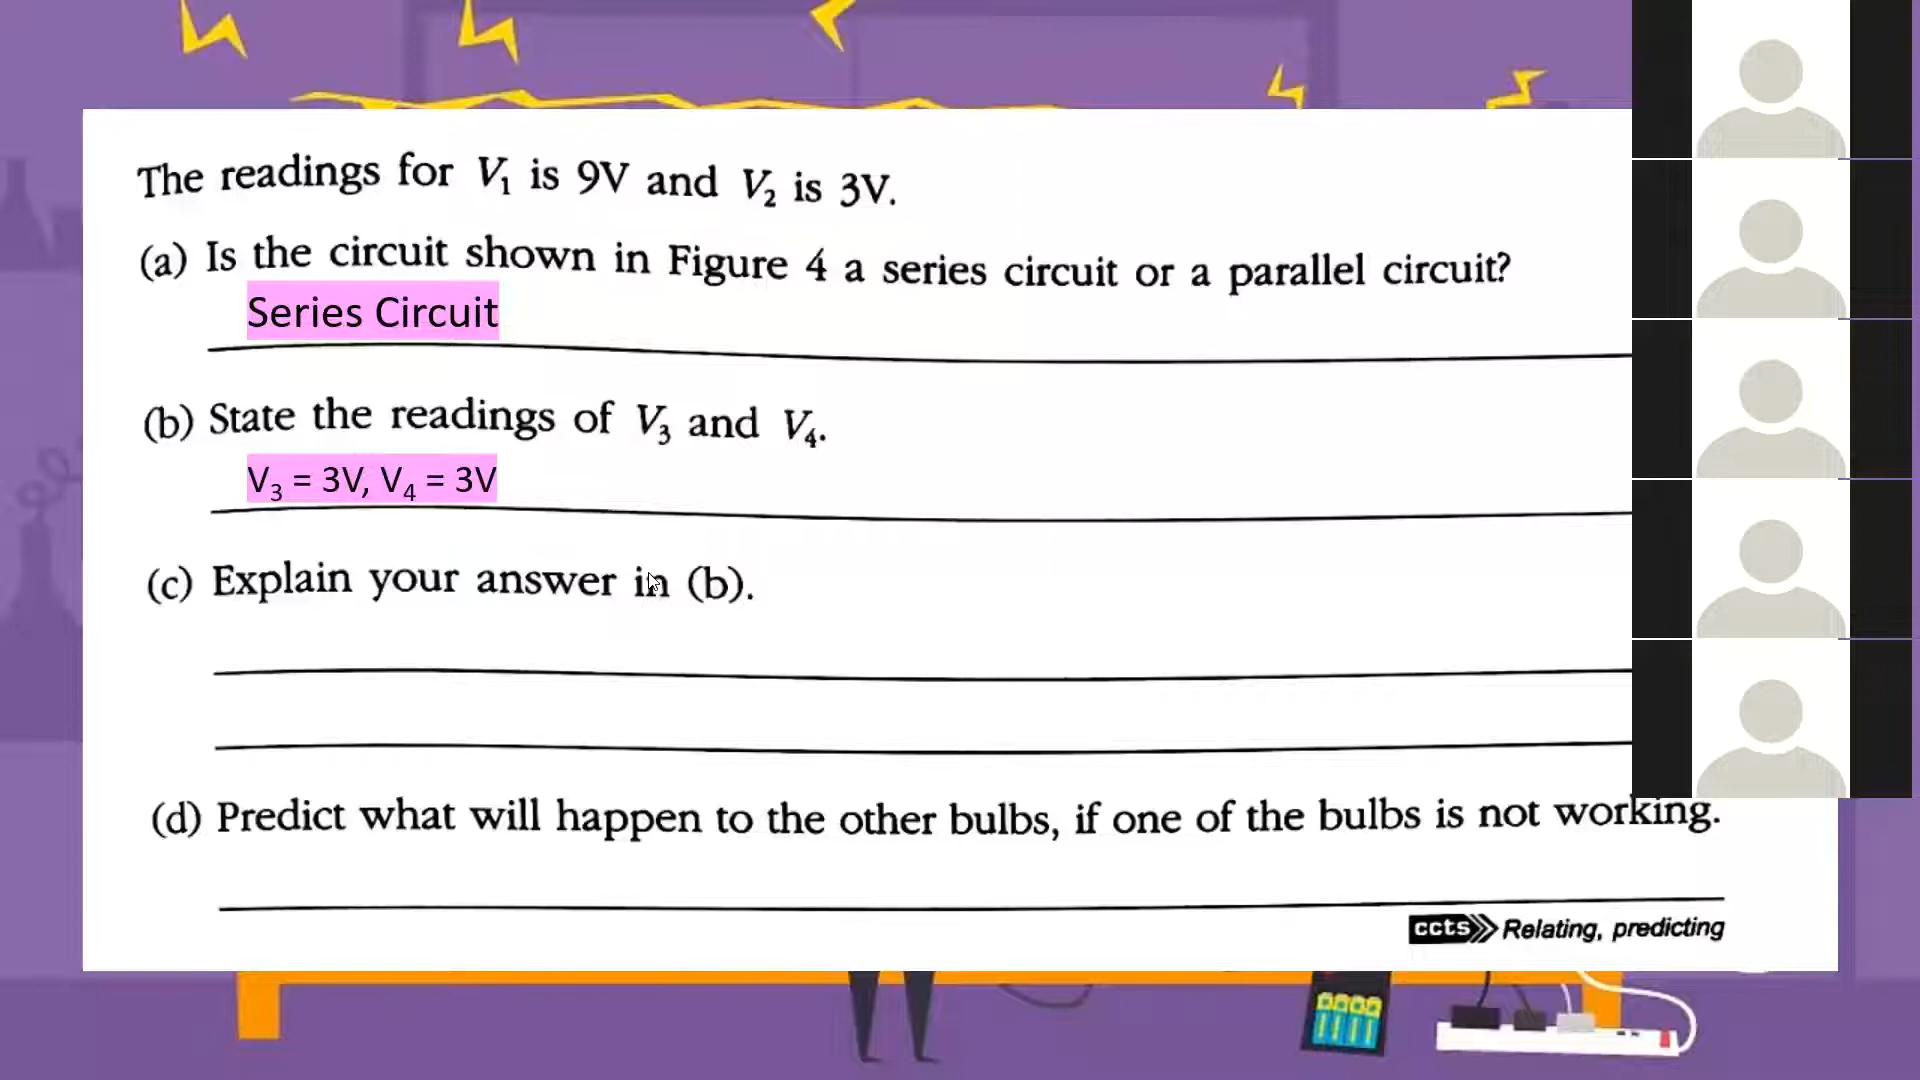 The readings for V₁ is 9V and V₂ is 3V.
(a) Is the circuit shown in Figure 4 a series circuit or a parallel circuit?
Series Circuit
(b) State the readings of V₃ and V₄.
V₃ = 3V, V₄ = 3V
(c) Explain your answer in (b).
(d) Predict what will happen to the other bulbs, if one of the bulbs is not working.
ccts Relating, predicting